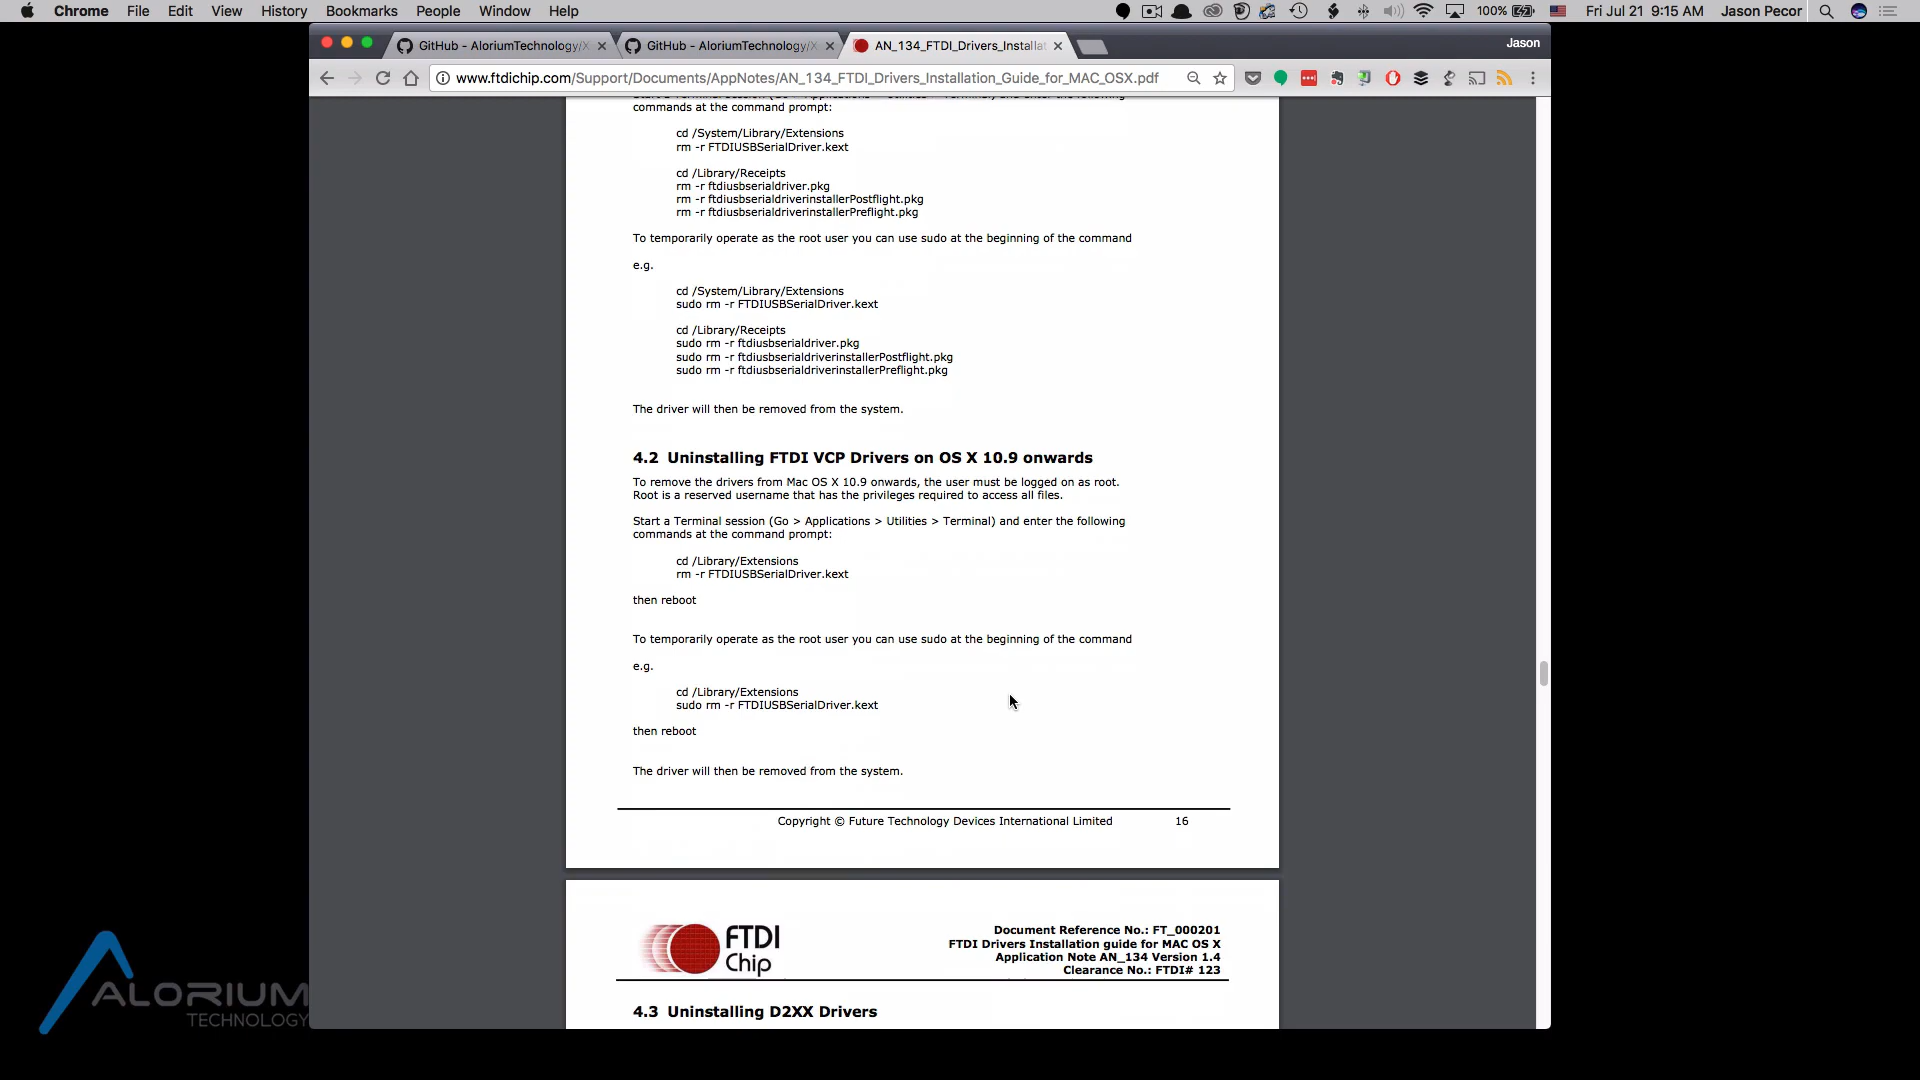 Chrome File Edit View History Bookmarks People Window Help 100% Fri Jul 21 9:15 AM Jason Pecor
GitHub - AloriumTechnology/X GitHub - AloriumTechnology/X AN_134_FTDI_Drivers_Installat Jason
www.ftdichip.com/Support/Documents/AppNotes/AN_134_FTDI_Drivers_Installation_Guide_for_MAC_OSX.pdf
commands at the command prompt:
cd /System/Library/Extensions
rm -r FTDIUSBSerialDriver.kext
cd /Library/Receipts
rm -r ftdiusbserialdriver.pkg
rm -r ftdiusbserialdriverinstallerPostflight.pkg
rm -r ftdiusbserialdriverinstallerPreflight.pkg
To temporarily operate as the root user you can use sudo at the beginning of the command
e.g.
cd /System/Library/Extensions
sudo rm -r FTDIUSBSerialDriver.kext
cd /Library/Receipts
sudo rm -r ftdiusbserialdriver.pkg
sudo rm -r ftdiusbserialdriverinstallerPostflight.pkg
sudo rm -r ftdiusbserialdriverinstallerPreflight.pkg
The driver will then be removed from the system.
4.2 Uninstalling FTDI VCP Drivers on OS X 10.9 onwards
To remove the drivers from Mac OS X 10.9 onwards, the user must be logged on as root.
Root is a reserved username that has the privileges required to access all files.
Start a Terminal session (Go > Applications > Utilities > Terminal) and enter the following
commands at the command prompt:
cd /Library/Extensions
rm -r FTDIUSBSerialDriver.kext
then reboot
To temporarily operate as the root user you can use sudo at the beginning of the command
e.g.
cd /Library/Extensions
sudo rm -r FTDIUSBSerialDriver.kext
then reboot
The driver will then be removed from the system.
Copyright © Future Technology Devices International Limited 16
FTDI
Chip
Document Reference No.: FT_000201
FTDI Drivers Installation guide for MAC OS X
Application Note AN_134 Version 1.4
Clearance No.: FTDI# 123
4.3 Uninstalling D2XX Drivers
ALORIUM
TECHNOLOGY